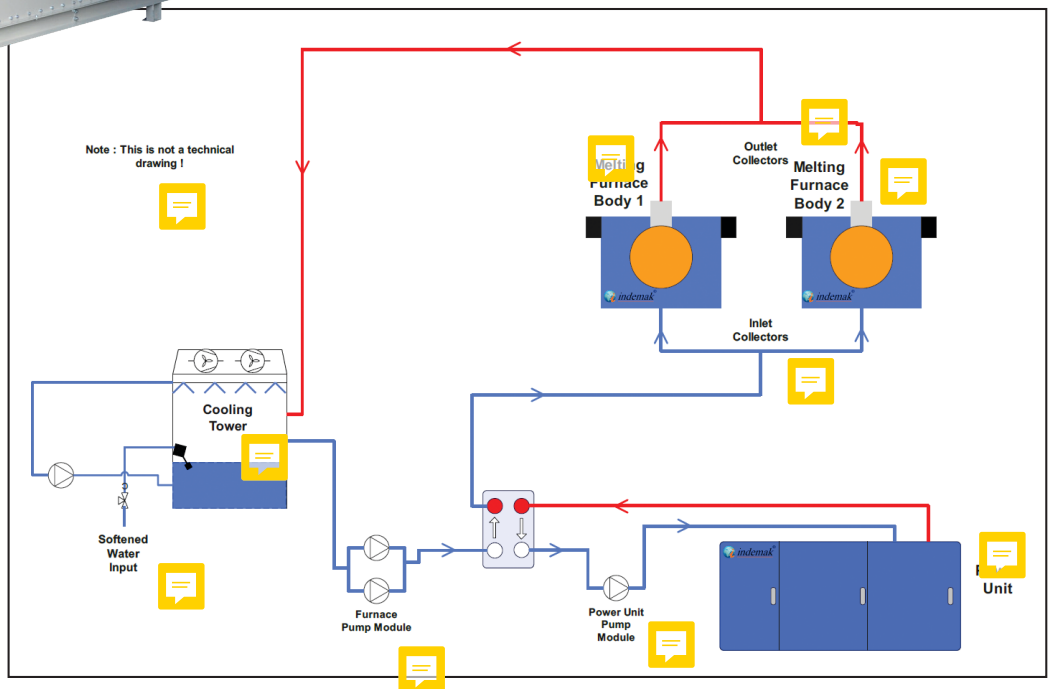 Note : This is not a technical
drawing !
Outlet
Collectors
Melting
Furnace
Body 1
Melting
Furnace
Body 2
indemak
indemak
Inlet
Collectors
Cooling
Tower
Softened
Water
Input
Furnace
Pump Module
Power Unit
Pump
Module
indemak
Unit